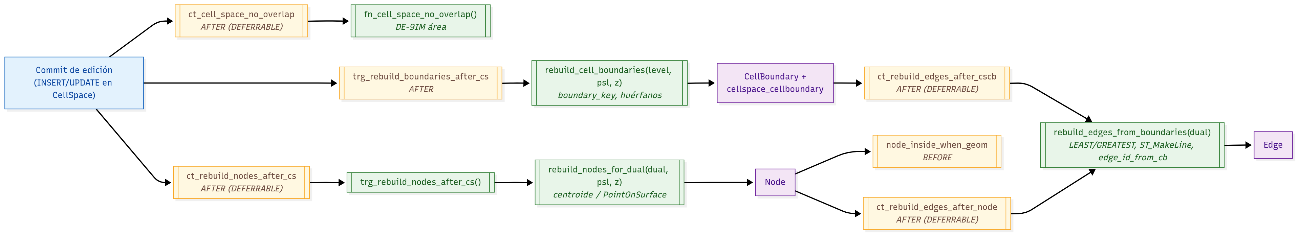 ct_cell_space_no_overlap
AFTER (DEFERRABLE)
fn_cell_space_no_overlap()
DE-9IM área
Commit de edición
(INSERT/UPDATE en
CellSpace)
trg_rebuild_boundaries_after_cs
AFTER
rebuild_cell_boundaries(level,
psl, z)
boundary_key, huérfanos
CellBoundary +
cellspace_cellboundary
ct_rebuild_edges_after_cscb
AFTER (DEFERRABLE)
ct_rebuild_nodes_after_cs
AFTER (DEFERRABLE)
trg_rebuild_nodes_after_cs()
rebuild_nodes_for_dual(dual,
psl, z)
centroide / PointOnSurface
Node
node_inside_when_geom
BEFORE
ct_rebuild_edges_after_node
AFTER (DEFERRABLE)
rebuild_edges_from_boundaries(dual)
LEAST/GREATEST, ST_MakeLine,
edge_id_from_cb
Edge